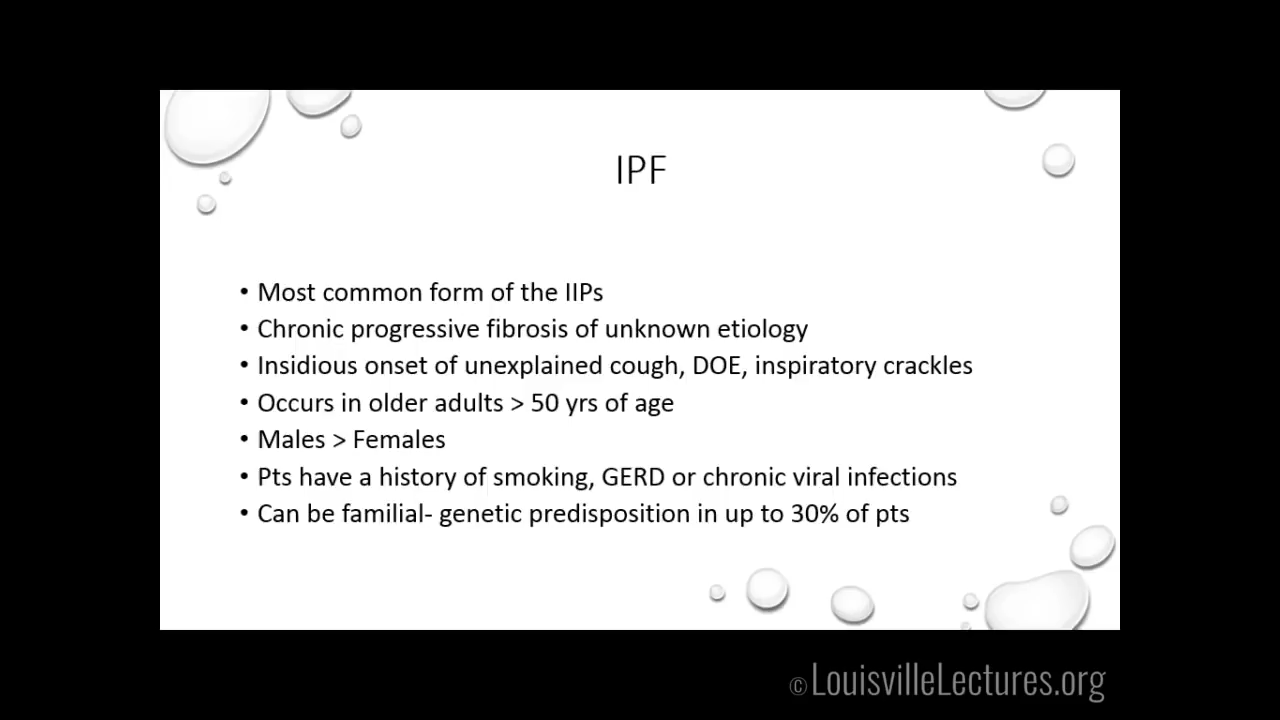 IPF
• Most common form of the IIPs
• Chronic progressive fibrosis of unknown etiology
• Insidious onset of unexplained cough, DOE, inspiratory crackles
• Occurs in older adults > 50 yrs of age
• Males > Females
• Pts have a history of smoking, GERD or chronic viral infections
• Can be familial- genetic predisposition in up to 30% of pts
© LouisvilleLectures.org